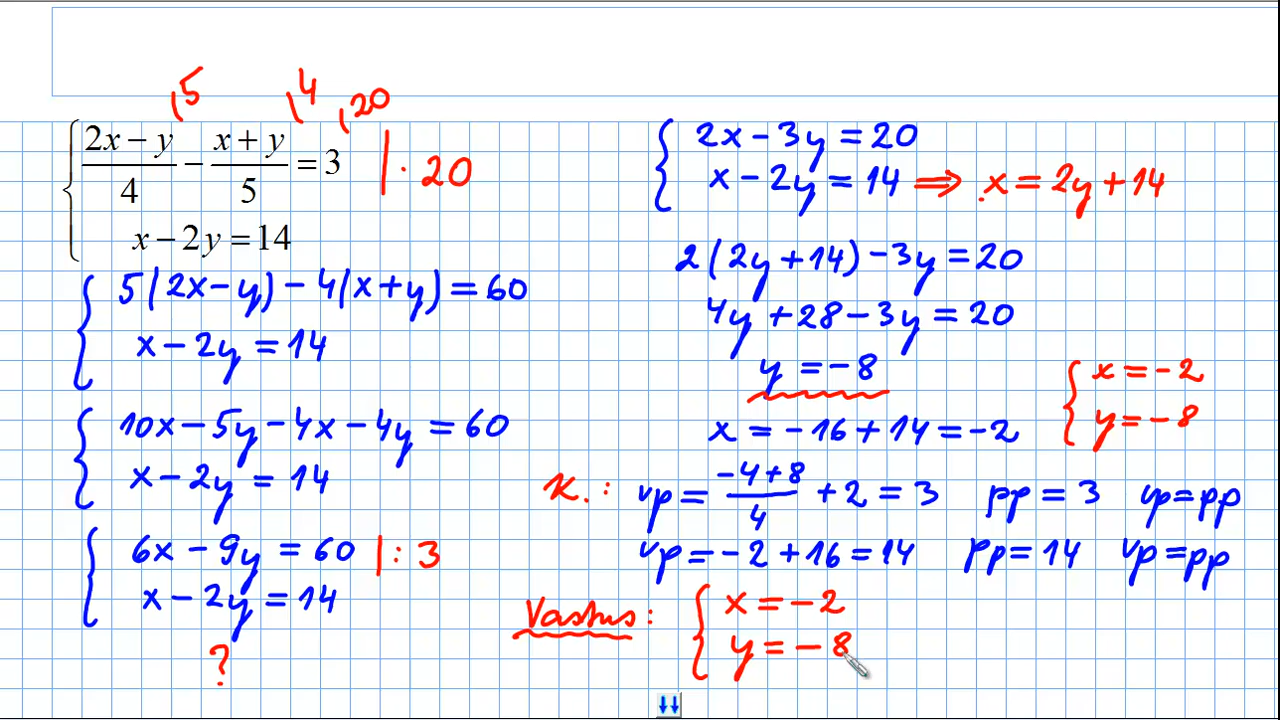 5 4 20
{ (2x − y)/4 − (x + y)/5 = 3 | · 20
x − 2y = 14
{ 5(2x − y) − 4(x + y) = 60
x − 2y = 14
{ 10x − 5y − 4x − 4y = 60
x − 2y = 14
{ 6x − 9y = 60 | : 3
x − 2y = 14
?
{ 2x − 3y = 20
x − 2y = 14 ⟹ x = 2y + 14
2(2y + 14) − 3y = 20
4y + 28 − 3y = 20
y = −8
x = −16 + 14 = −2
{ x = −2
y = −8
K.: vp = (−4 + 8)/4 + 2 = 3 pp = 3 vp = pp
vp = −2 + 16 = 14 pp = 14 vp = pp
Vastus: { x = −2
y = −8